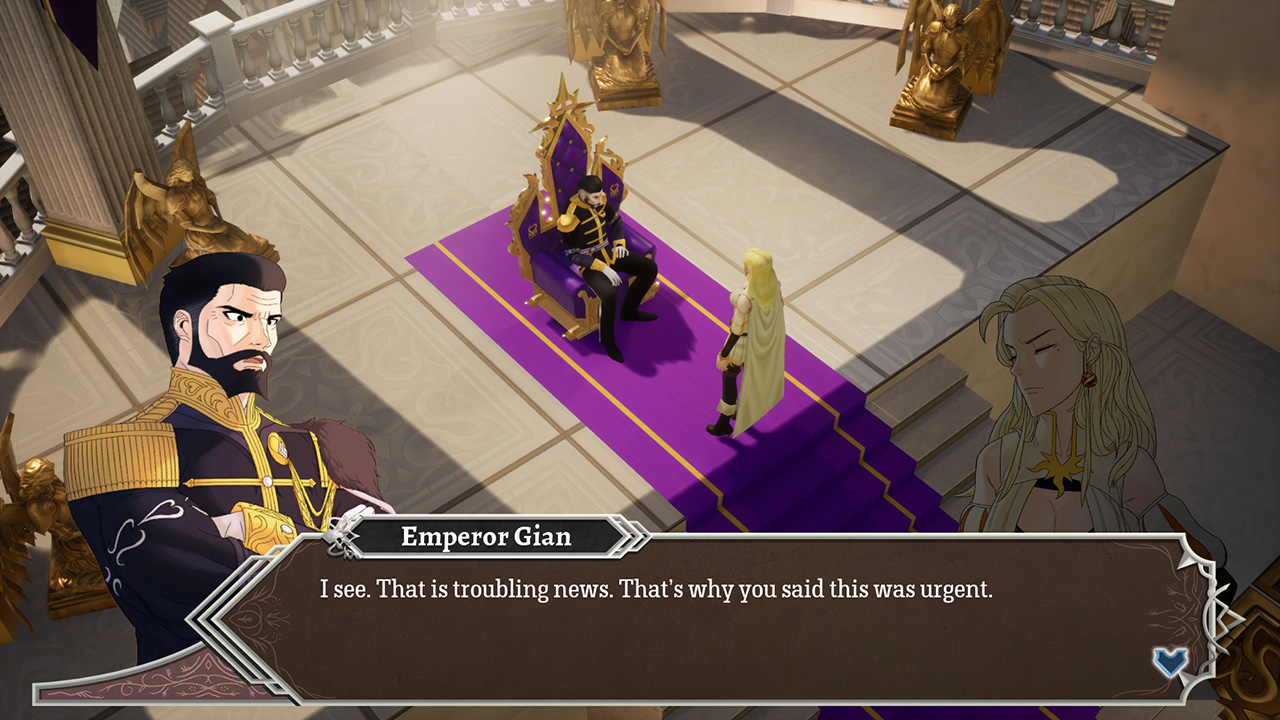 Emperor Gian
I see. That is troubling news. That's why you said this was urgent.